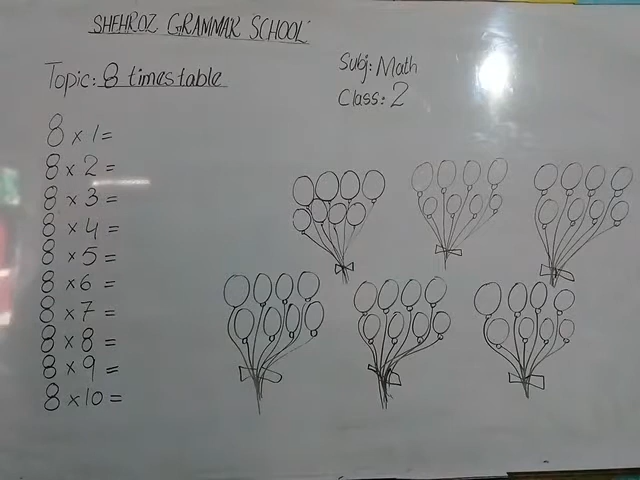 SHEHROZ GRAMMAR SCHOOL
Topic: 8 timestable
Subj: Math
Class: 2
8 × 1 =
8 × 2 =
8 × 3 =
8 × 4 =
8 × 5 =
8 × 6 =
8 × 7 =
8 × 8 =
8 × 9 =
8 × 10 =